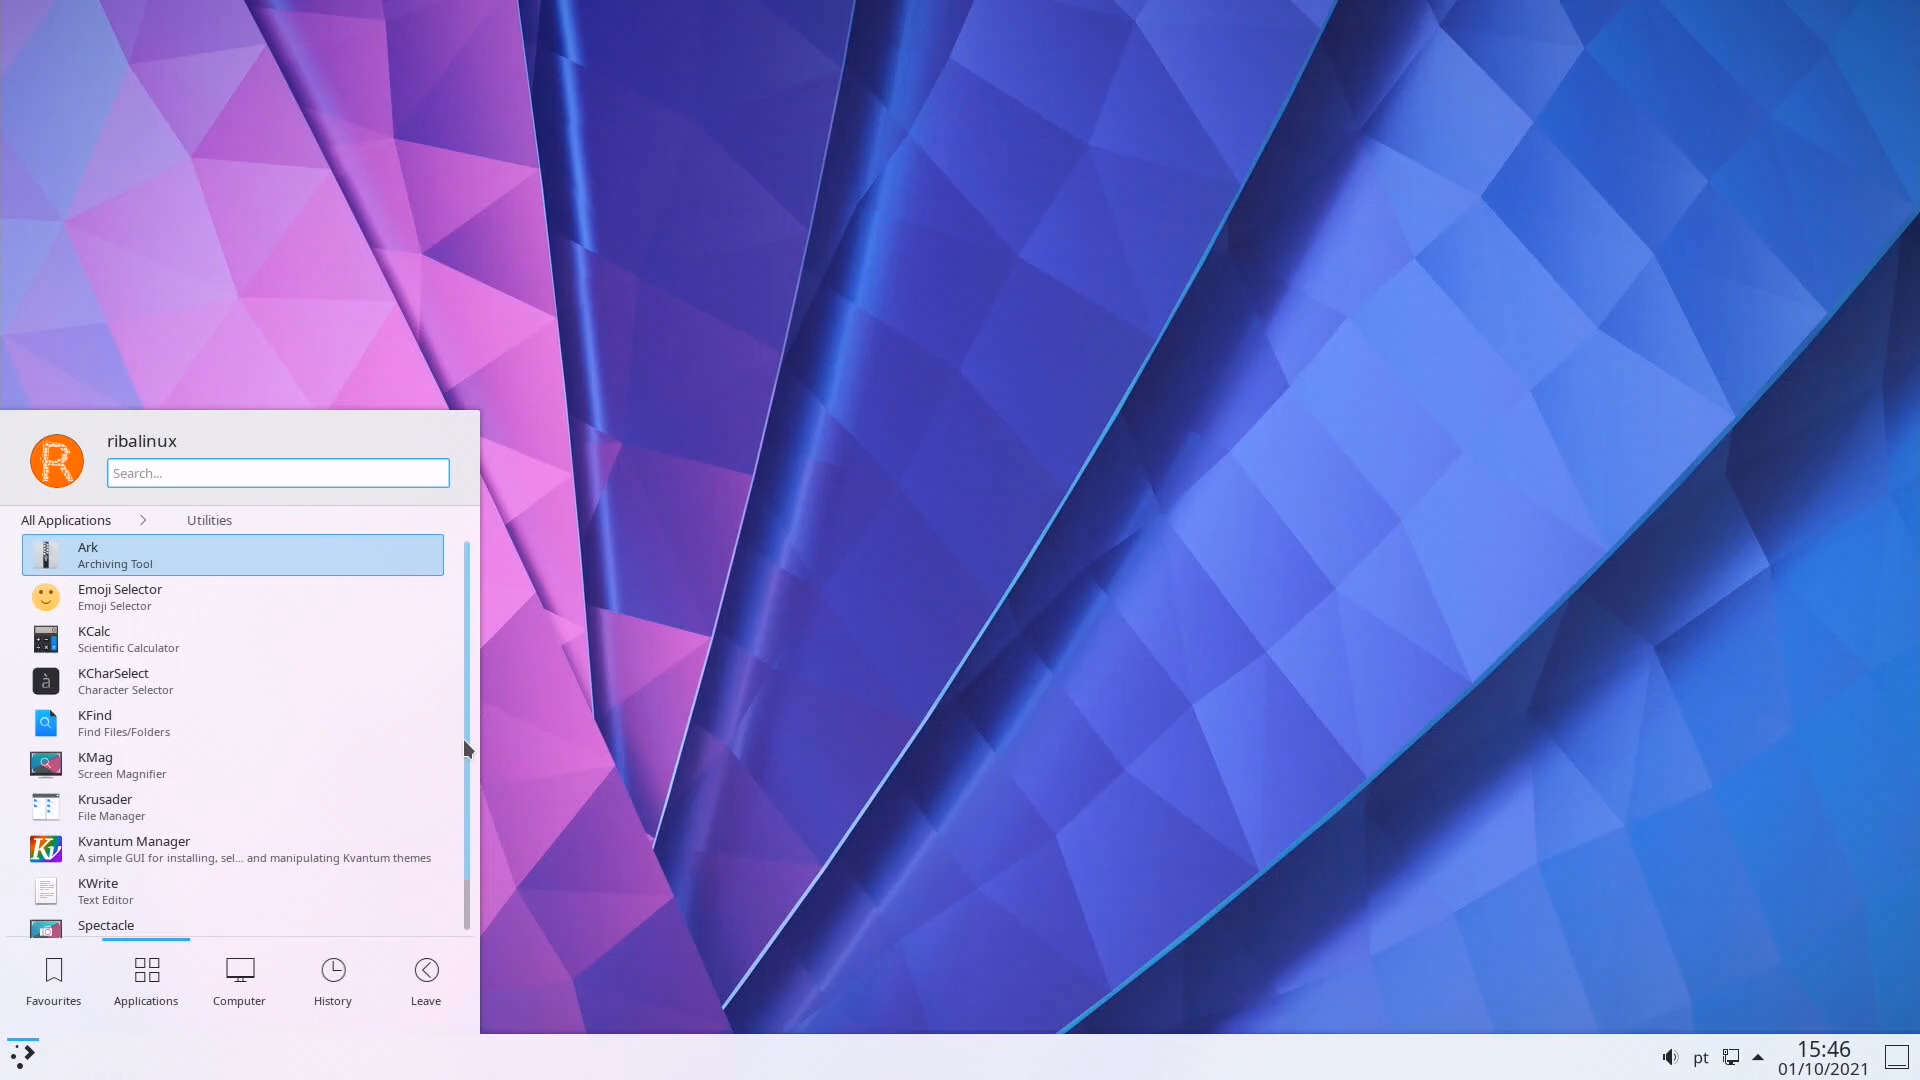 ribalinux
Search...
All Applications
Utilities
Ark
Archiving Tool
Emoji Selector
Emoji Selector
KCalc
Scientific Calculator
à
KCharSelect
Character Selector
KFind
Find Files/Folders
KMag
Screen Magnifier
Krusader
File Manager
Kv
Kvantum Manager
A simple GUI for installing, sel... and manipulating Kvantum themes
KWrite
Text Editor
Spectacle
Favourites
Applications
Computer
History
Leave
pt
15:46
01/10/2021